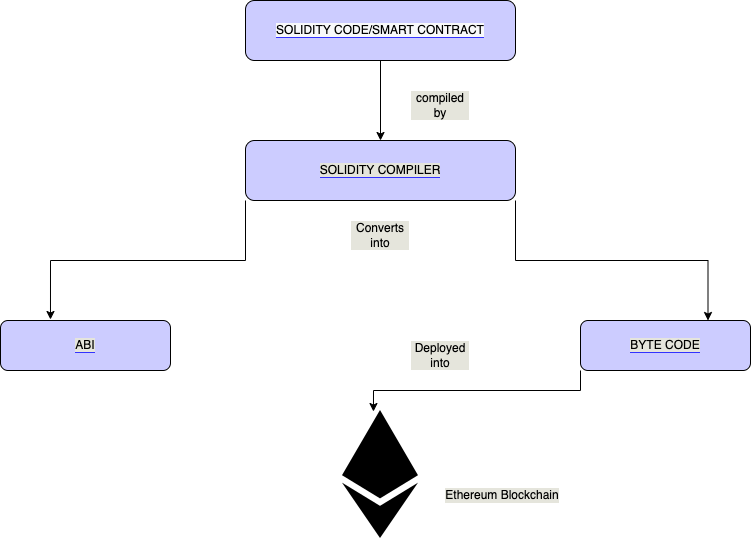 SOLIDITY CODE/SMART CONTRACT
compiled
by
SOLIDITY COMPILER
Converts
into
ABI
BYTE CODE
Deployed
into
Ethereum Blockchain